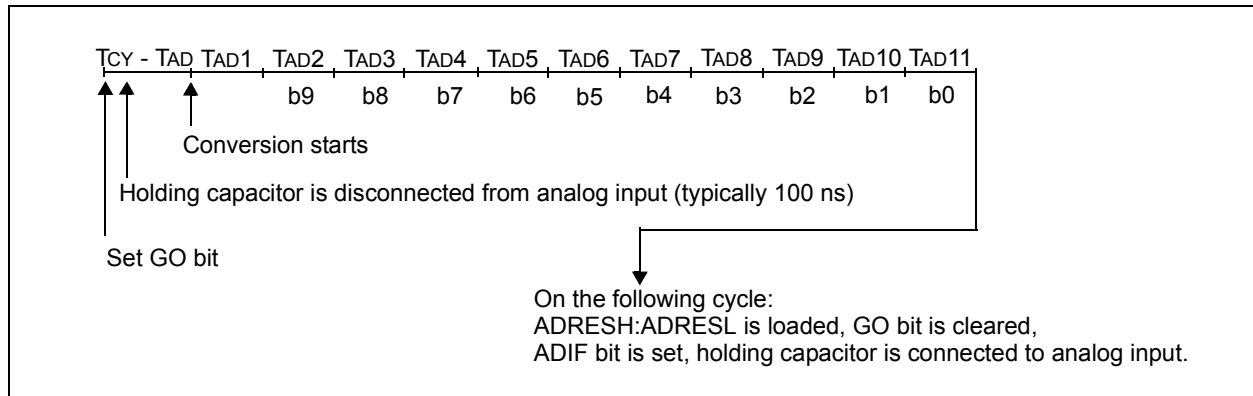 TCY - TAD TAD1 TAD2 TAD3 TAD4 TAD5 TAD6 TAD7 TAD8 TAD9 TAD10 TAD11
b9 b8 b7 b6 b5 b4 b3 b2 b1 b0
Conversion starts
Holding capacitor is disconnected from analog input (typically 100 ns)
Set GO bit
On the following cycle:
ADRESH:ADRESL is loaded, GO bit is cleared,
ADIF bit is set, holding capacitor is connected to analog input.